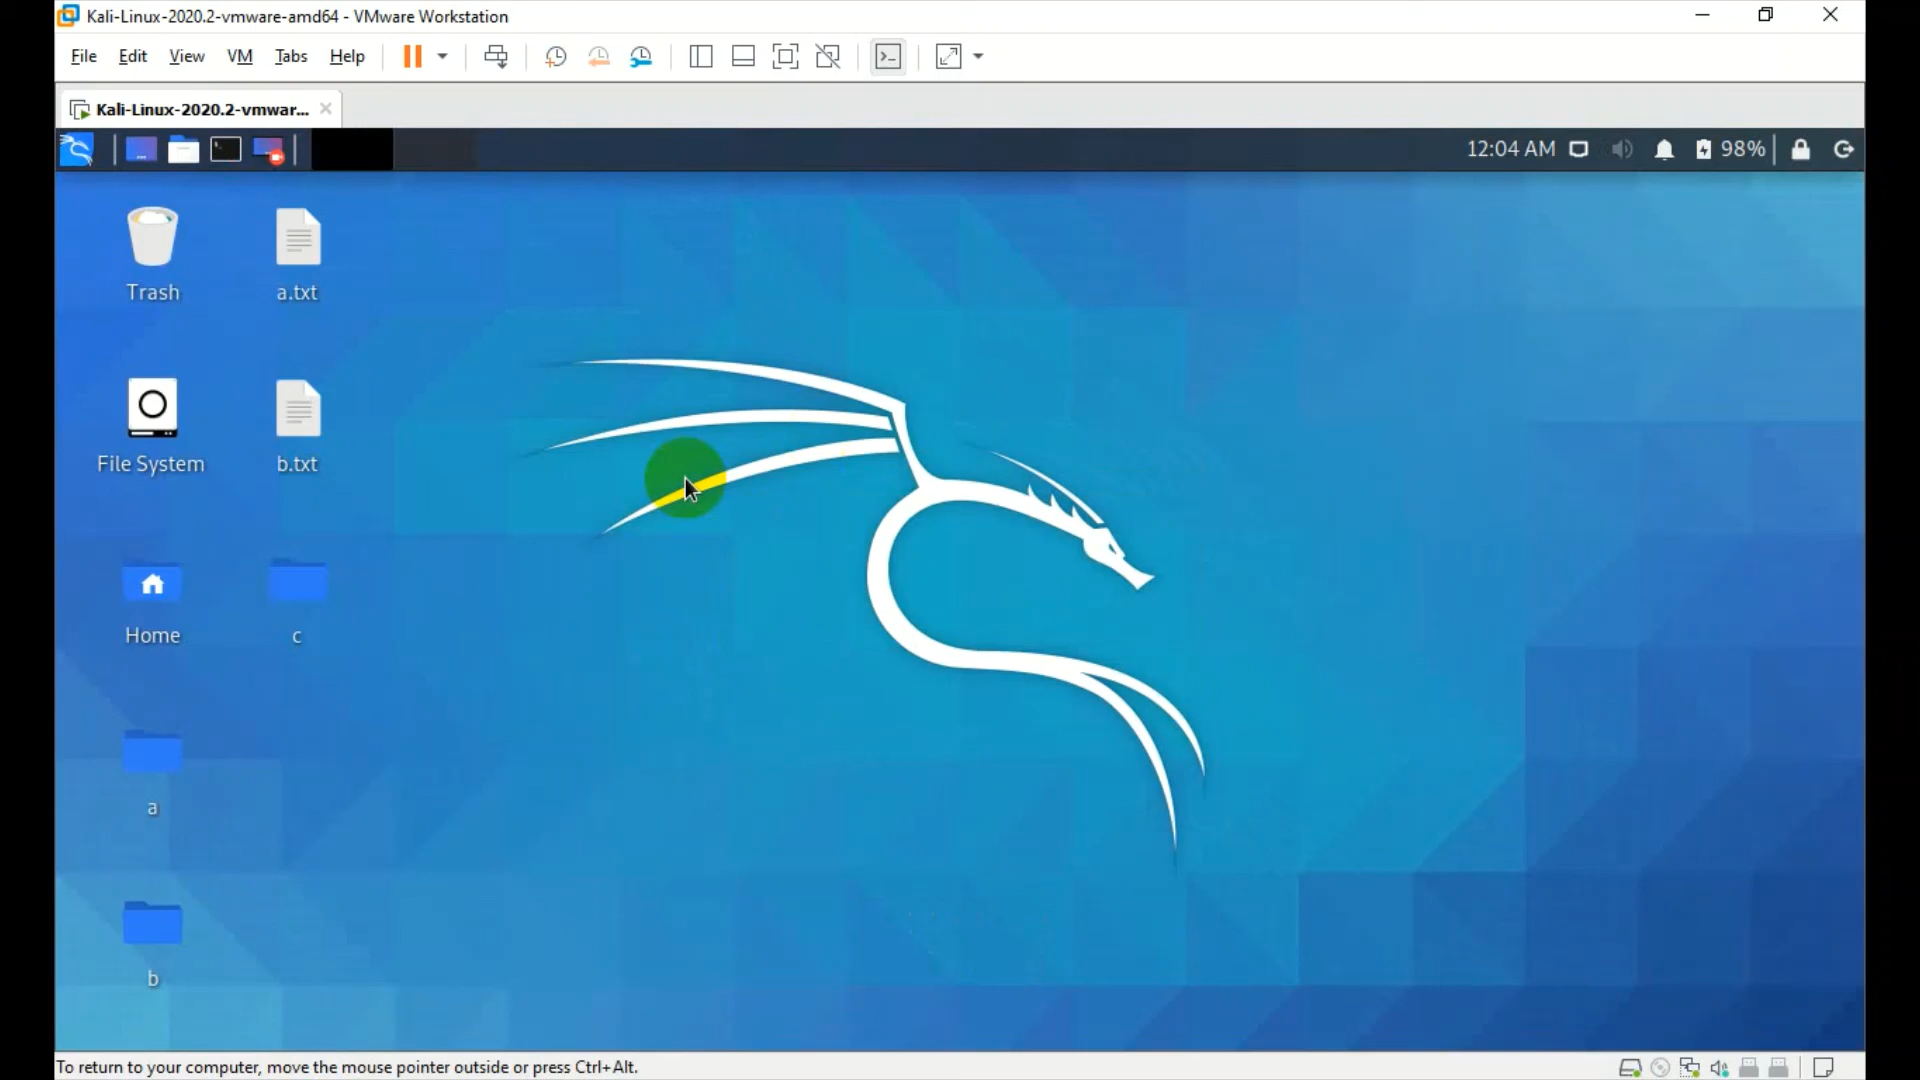 Kali-Linux-2020.2-vmware-amd64 - VMware Workstation
File Edit View VM Tabs Help
Kali-Linux-2020.2-vmwar...
12:04 AM 98%
Trash a.txt
File System b.txt
Home c
a
b
To return to your computer, move the mouse pointer outside or press Ctrl+Alt.